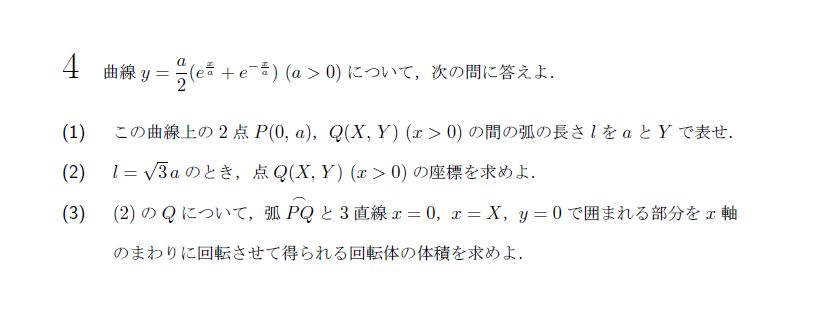 4 曲線 $y = \dfrac{a}{2}(e^{\frac{x}{a}} + e^{-\frac{x}{a}})$ $(a > 0)$ について，次の問に答えよ．
(1) この曲線上の 2 点 $P(0, a)$，$Q(X, Y)$ $(x > 0)$ の間の弧の長さ $l$ を $a$ と $Y$ で表せ．
(2) $l = \sqrt{3}a$ のとき，点 $Q(X, Y)$ $(x > 0)$ の座標を求めよ．
(3) (2) の $Q$ について，弧 $\overset{\frown}{PQ}$ と 3 直線 $x = 0$，$x = X$，$y = 0$ で囲まれる部分を $x$ 軸
のまわりに回転させて得られる回転体の体積を求めよ．